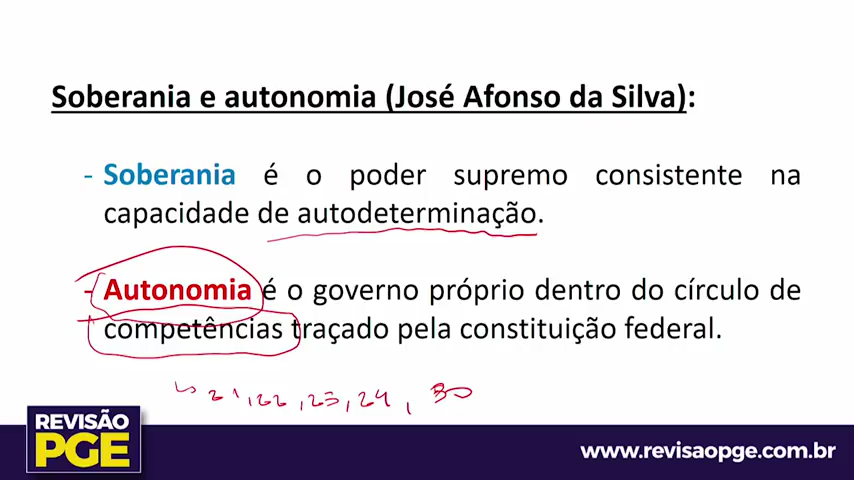 Soberania e autonomia (José Afonso da Silva):
- Soberania é o poder supremo consistente na
capacidade de autodeterminação.
- Autonomia é o governo próprio dentro do círculo de
competências traçado pela constituição federal.
↳ 21, 22, 23, 24, 30
REVISÃO
PGE
www.revisaopge.com.br